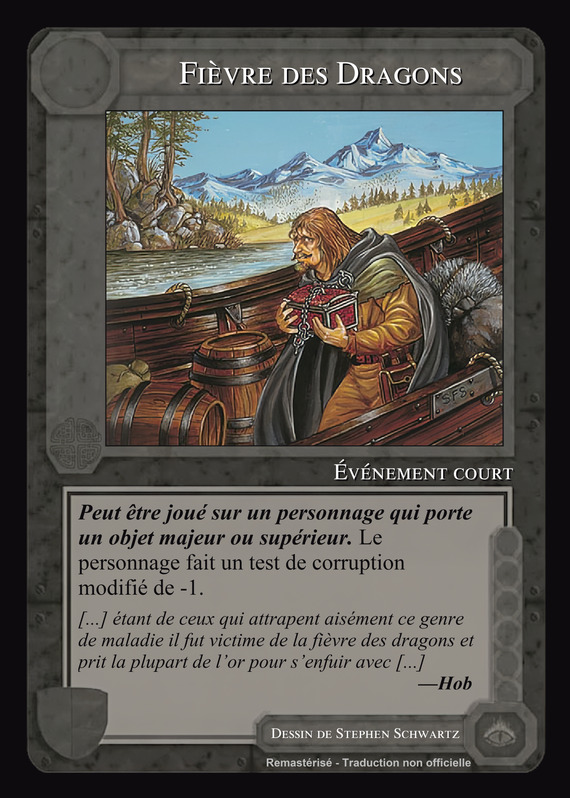 Fièvre des Dragons
SFS
Événement court
Peut être joué sur un personnage qui porte
un objet majeur ou supérieur. Le
personnage fait un test de corruption
modifié de -1.
[...] étant de ceux qui attrapent aisément ce genre
de maladie il fut victime de la fièvre des dragons et
prit la plupart de l’or pour s’enfuir avec [...]
—Hob
Dessin de Stephen Schwartz
Remastérisé - Traduction non officielle